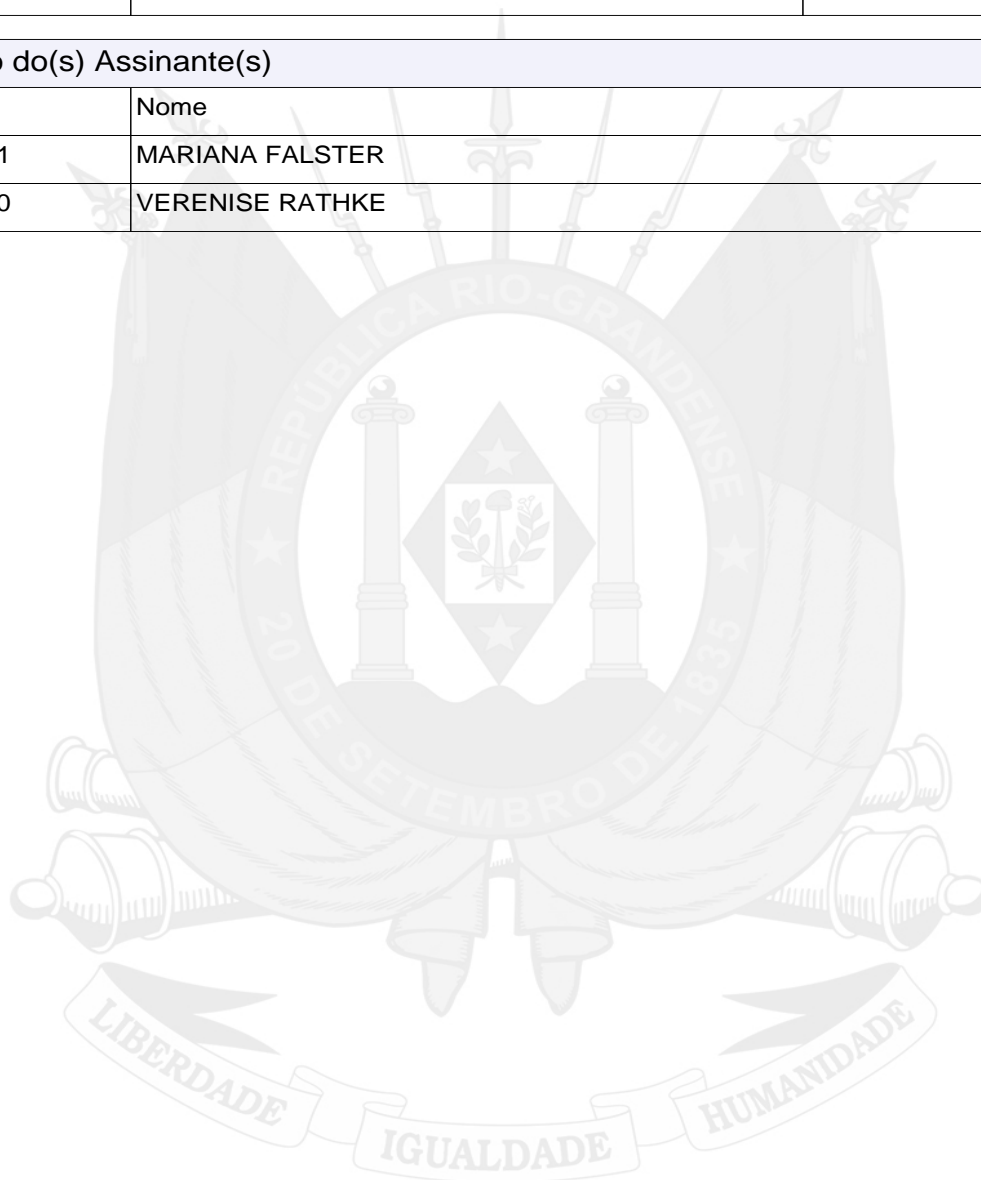 o do(s) Assinante(s)
Nome
1 MARIANA FALSTER
0 VERENISE RATHKE
REPÚBLICA RIO-GRANDENSE
★ 20 DE SETEMBRO DE 1835 ★
LIBERDADE IGUALDADE HUMANIDADE